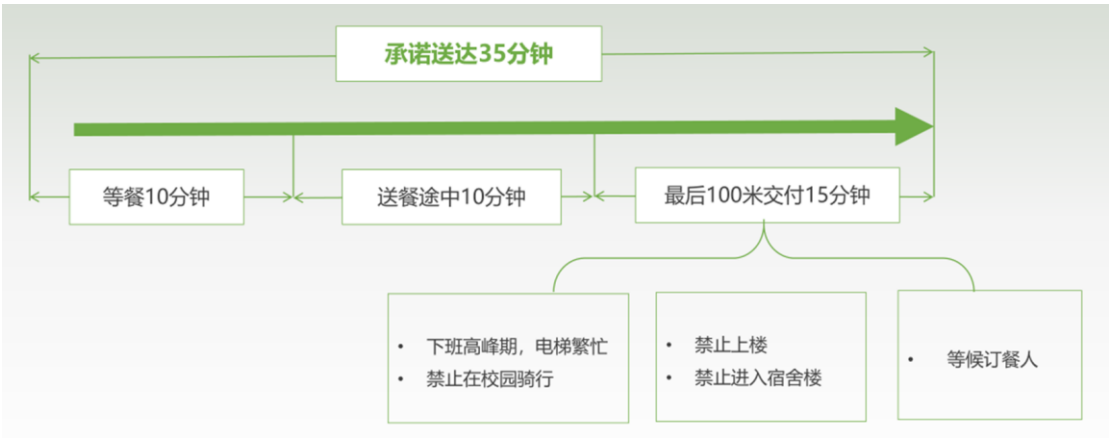 承诺送达35分钟
等餐10分钟
送餐途中10分钟
最后100米交付15分钟
• 下班高峰期，电梯繁忙
• 禁止在校园骑行
• 禁止上楼
• 禁止进入宿舍楼
• 等候订餐人